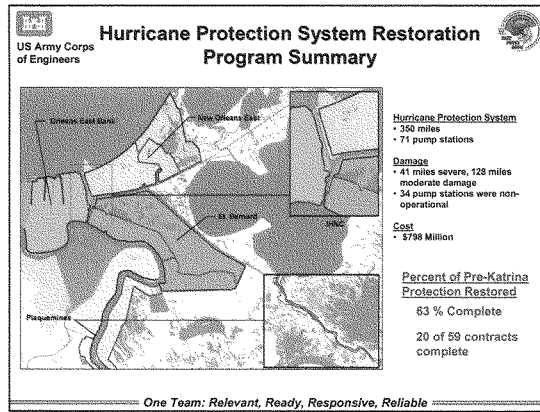 US Army Corps
of Engineers
Hurricane Protection System Restoration
Program Summary
Orleans East Bank
New Orleans East
St. Bernard
IHNC
Plaquemines
Hurricane Protection System
• 350 miles
• 71 pump stations
Damage
• 41 miles severe, 128 miles
moderate damage
• 34 pump stations were non-
operational
Cost
• $798 Million
Percent of Pre-Katrina
Protection Restored
63 % Complete
20 of 59 contracts
complete
One Team: Relevant, Ready, Responsive, Reliable